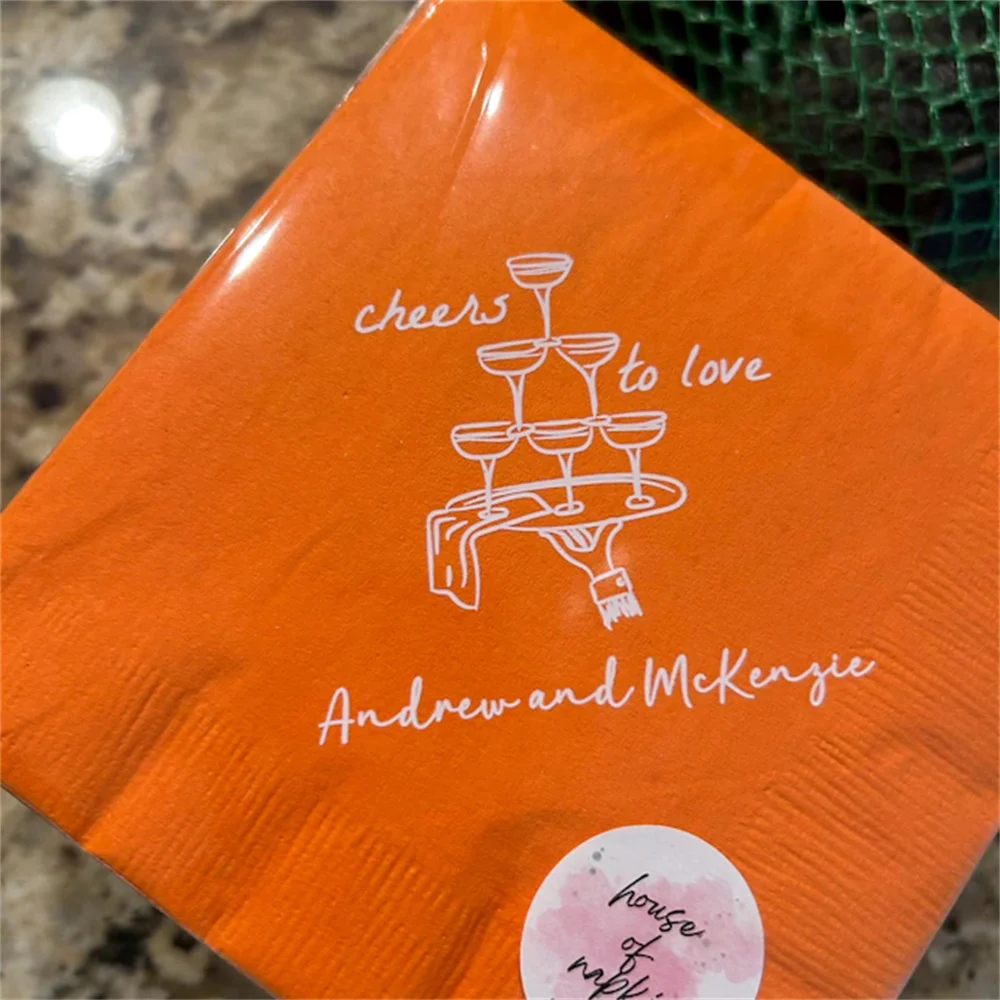 cheers
to love
Andrew and McKenzie
house
of